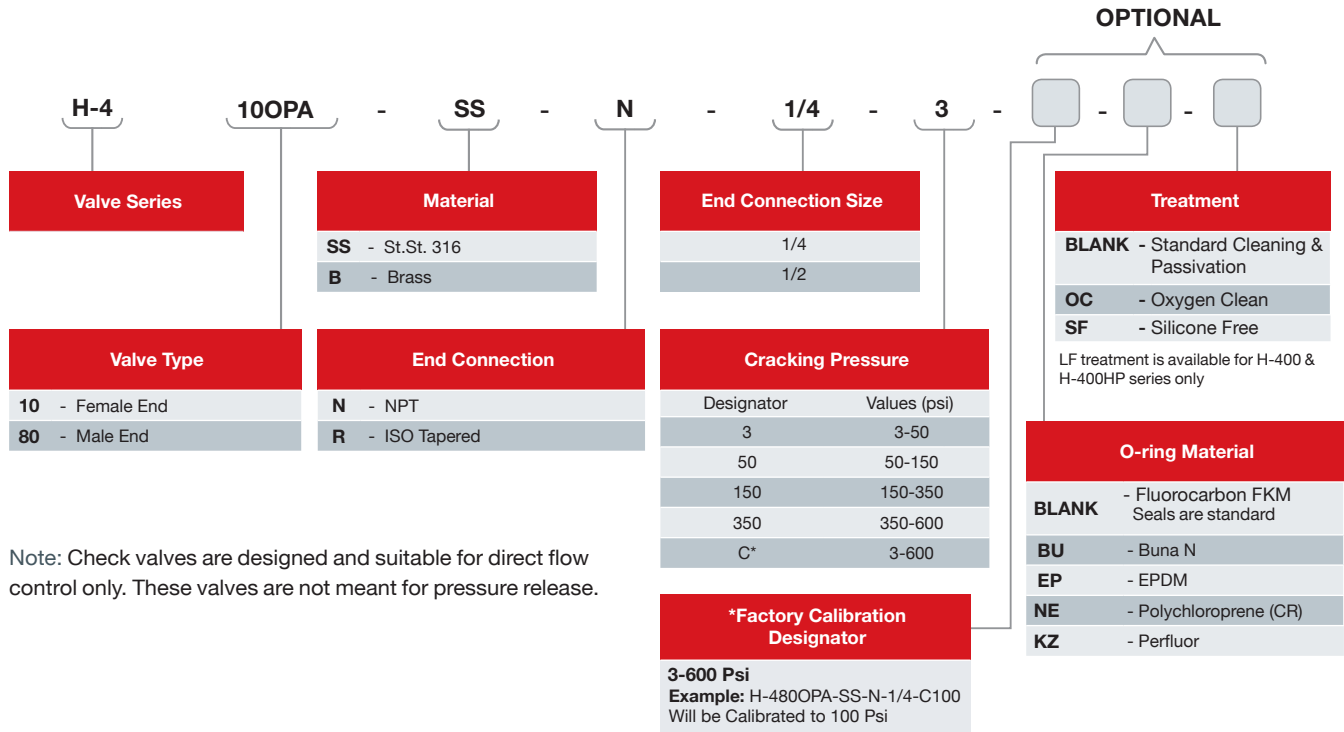 OPTIONAL
H-4 10OPA - SS - N - 1/4 - 3 - - -
Valve Series
Material
SS - St.St. 316
B - Brass
End Connection Size
1/4
1/2
Treatment
BLANK - Standard Cleaning &
Passivation
OC - Oxygen Clean
SF - Silicone Free
LF treatment is available for H-400 &
H-400HP series only
Valve Type
10 - Female End
80 - Male End
End Connection
N - NPT
R - ISO Tapered
Cracking Pressure
Designator Values (psi)
3 3-50
50 50-150
150 150-350
350 350-600
C* 3-600
O-ring Material
BLANK - Fluorocarbon FKM
Seals are standard
BU - Buna N
EP - EPDM
NE - Polychloroprene (CR)
KZ - Perfluor
Note: Check valves are designed and suitable for direct flow
control only. These valves are not meant for pressure release.
*Factory Calibration
Designator
3-600 Psi
Example: H-480OPA-SS-N-1/4-C100
Will be Calibrated to 100 Psi